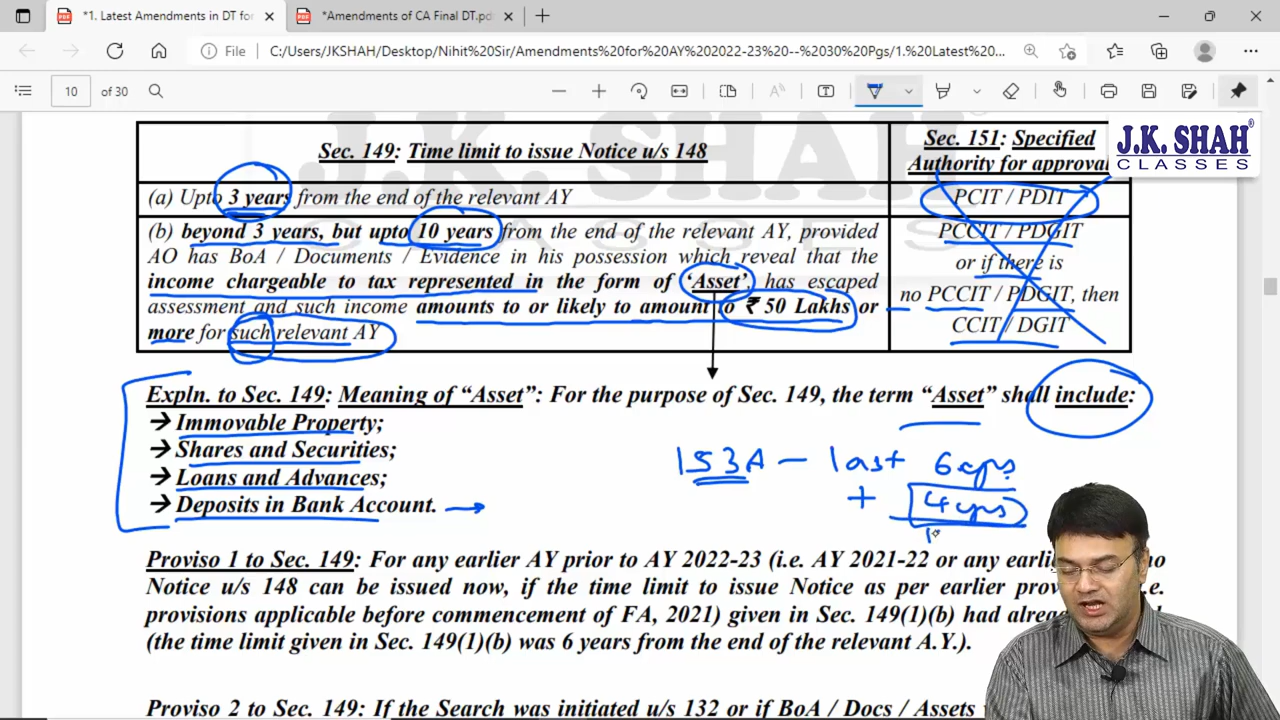 *1. Latest Amendments in DT for
*Amendments of CA Final DT.pd
File
C:/Users/JKSHAH/Desktop/Nihit%20Sir/Amendments%20for%20AY%202022-23%20--%2030%20Pgs/1.%20Latest%20...
10 of 30
J.K. SHAH
CLASSES
J.K. SHAH®
CLASSES
Sec. 149: Time limit to issue Notice u/s 148
Sec. 151: Specified
Authority for approval
(a) Upto 3 years from the end of the relevant AY
PCIT / PDIT
(b) beyond 3 years, but upto 10 years from the end of the relevant AY, provided
AO has BoA / Documents / Evidence in his possession which reveal that the
income chargeable to tax represented in the form of 'Asset', has escaped
assessment and such income amounts to or likely to amount to ₹ 50 Lakhs or
more for such relevant AY
PCCIT / PDGIT
or if there is
no PCCIT / PDGIT, then
CCIT / DGIT
Expln. to Sec. 149: Meaning of "Asset": For the purpose of Sec. 149, the term "Asset" shall include:
→ Immovable Property;
→ Shares and Securities;
→ Loans and Advances;
→ Deposits in Bank Account.
153A – last 6 yrs
+ 4 yrs
Proviso 1 to Sec. 149: For any earlier AY prior to AY 2022-23 (i.e. AY 2021-22 or any earli no
Notice u/s 148 can be issued now, if the time limit to issue Notice as per earlier prov .e.
provisions applicable before commencement of FA, 2021) given in Sec. 149(1)(b) had alrea
(the time limit given in Sec. 149(1)(b) was 6 years from the end of the relevant A.Y.).
Proviso 2 to Sec. 149: If the Search was initiated u/s 132 or if BoA / Docs / Assets